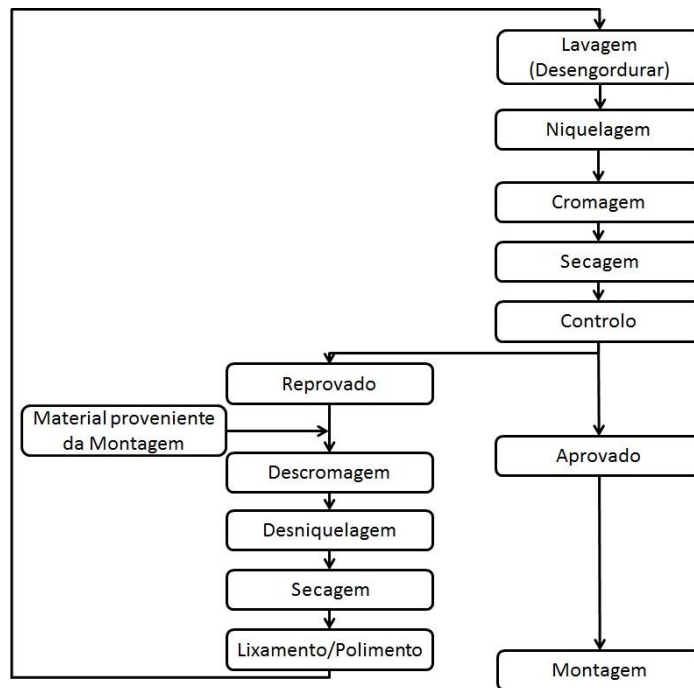 Lavagem
(Desengordurar)
Niquelagem
Cromagem
Secagem
Controlo
Reprovado
Material proveniente
da Montagem
Aprovado
Descromagem
Desniquelagem
Secagem
Lixamento/Polimento
Montagem